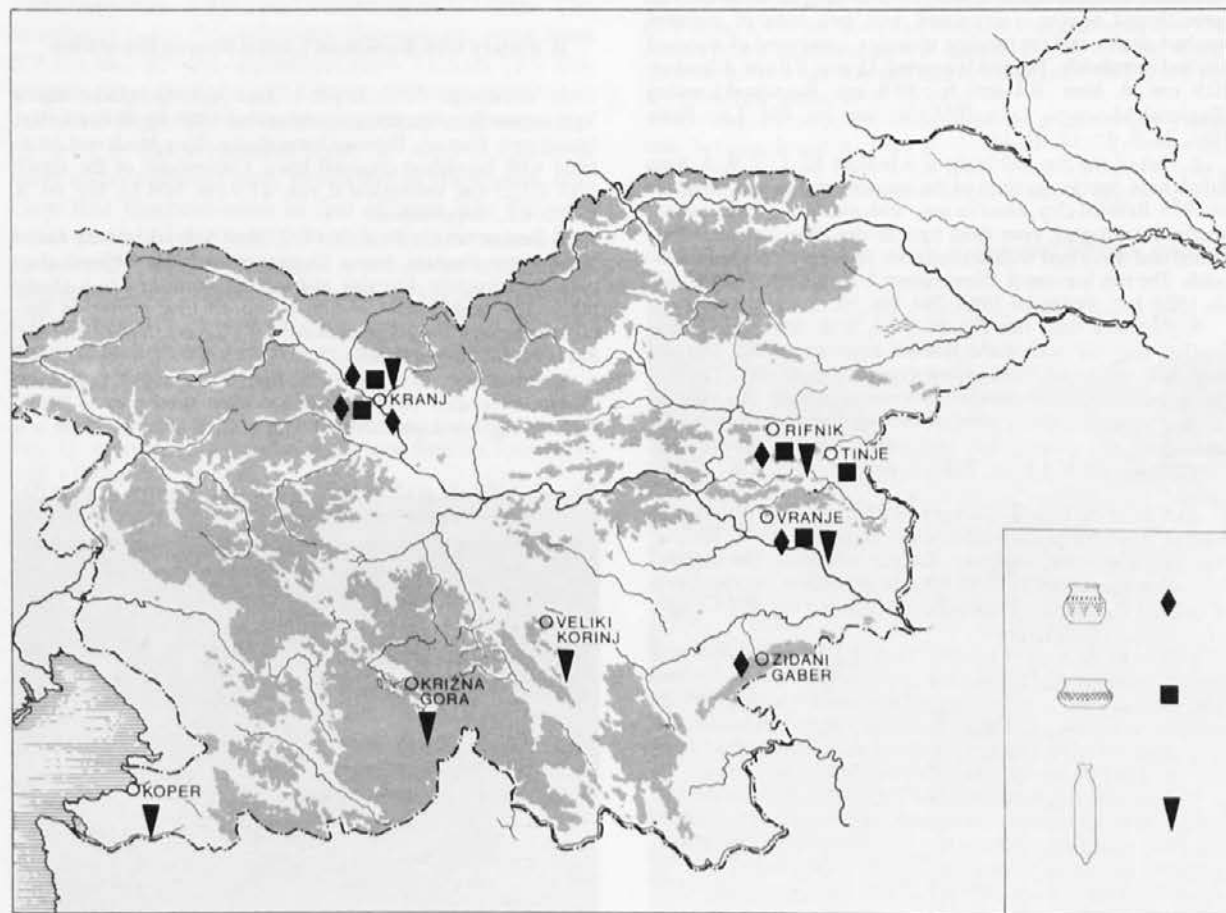 KRANJ
RIFNIK
TINJE
VRANJE
VELIKI
KORINJ
ZIDANI
GABER
KRIŽNA
GORA
KOPER